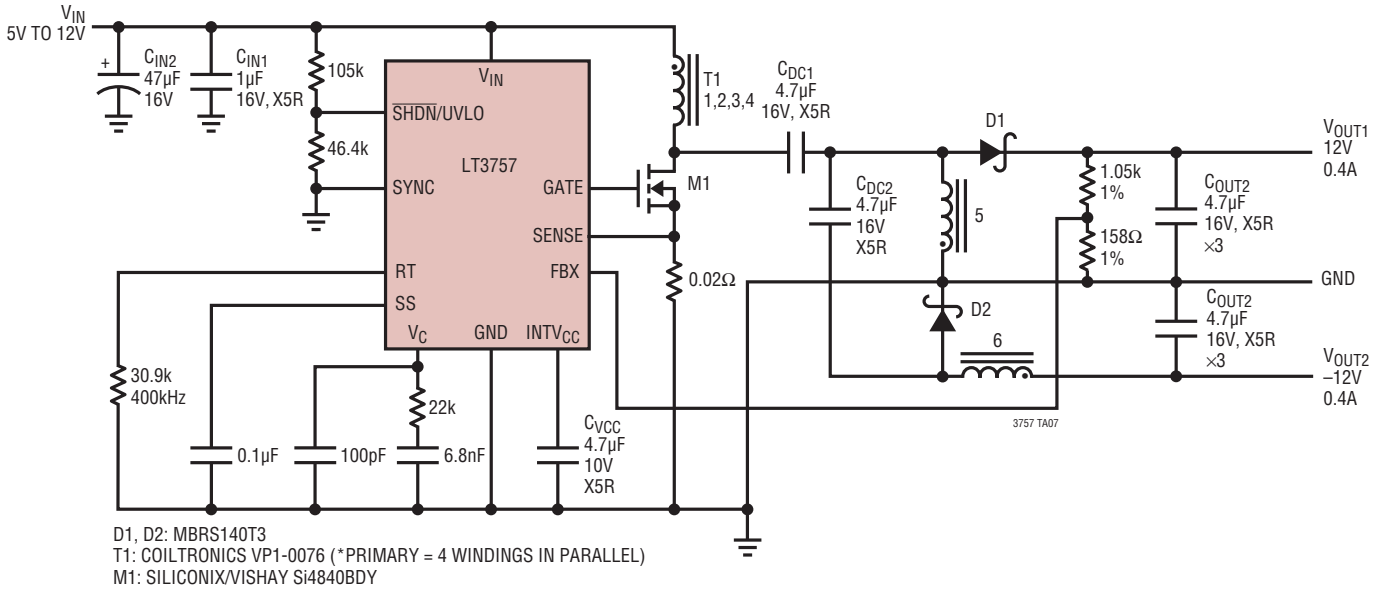 VIN
5V TO 12V
+
CIN2
47µF
16V
CIN1
1µF
16V, X5R
105k
46.4k
VIN
SHDN/UVLO
LT3757
SYNC
GATE
SENSE
RT
FBX
SS
VC
GND
INTVCC
T1
1,2,3,4
M1
0.02Ω
CDC1
4.7µF
16V, X5R
CDC2
4.7µF
16V
X5R
D1
5
D2
6
1.05k
1%
158Ω
1%
COUT2
4.7µF
16V, X5R
×3
COUT2
4.7µF
16V, X5R
×3
VOUT1
12V
0.4A
GND
VOUT2
–12V
0.4A
30.9k
400kHz
0.1µF
100pF
22k
6.8nF
CVCC
4.7µF
10V
X5R
3757 TA07
D1, D2: MBRS140T3
T1: COILTRONICS VP1-0076 (*PRIMARY = 4 WINDINGS IN PARALLEL)
M1: SILICONIX/VISHAY Si4840BDY